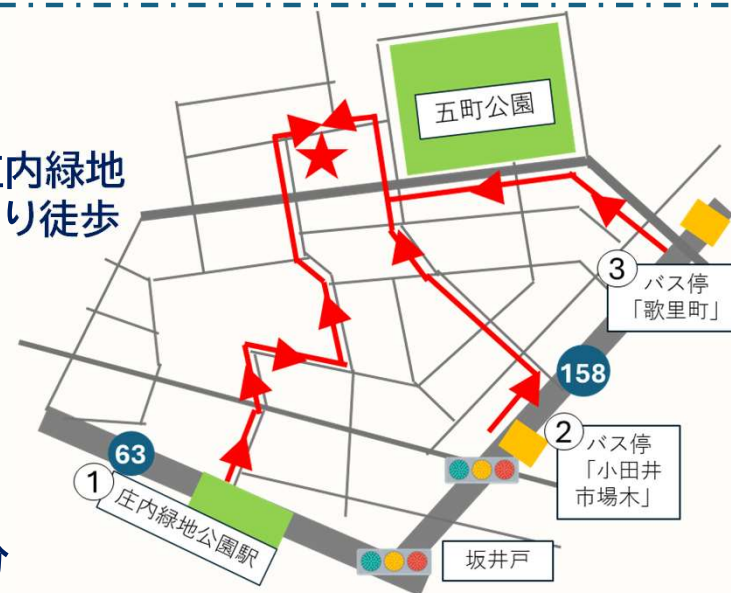 五町公園
内緑地
り徒歩
③
バス停
「歌里町」
158
②
バス停
「小田井
市場木」
63
①
庄内緑地公園駅
坂井戸